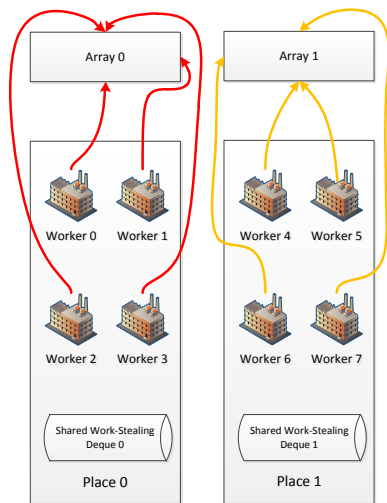 Array 0
Array 1
Worker 0
Worker 1
Worker 4
Worker 5
Worker 2
Worker 3
Worker 6
Worker 7
Shared Work-Stealing
Deque 0
Shared Work-Stealing
Deque 1
Place 0
Place 1